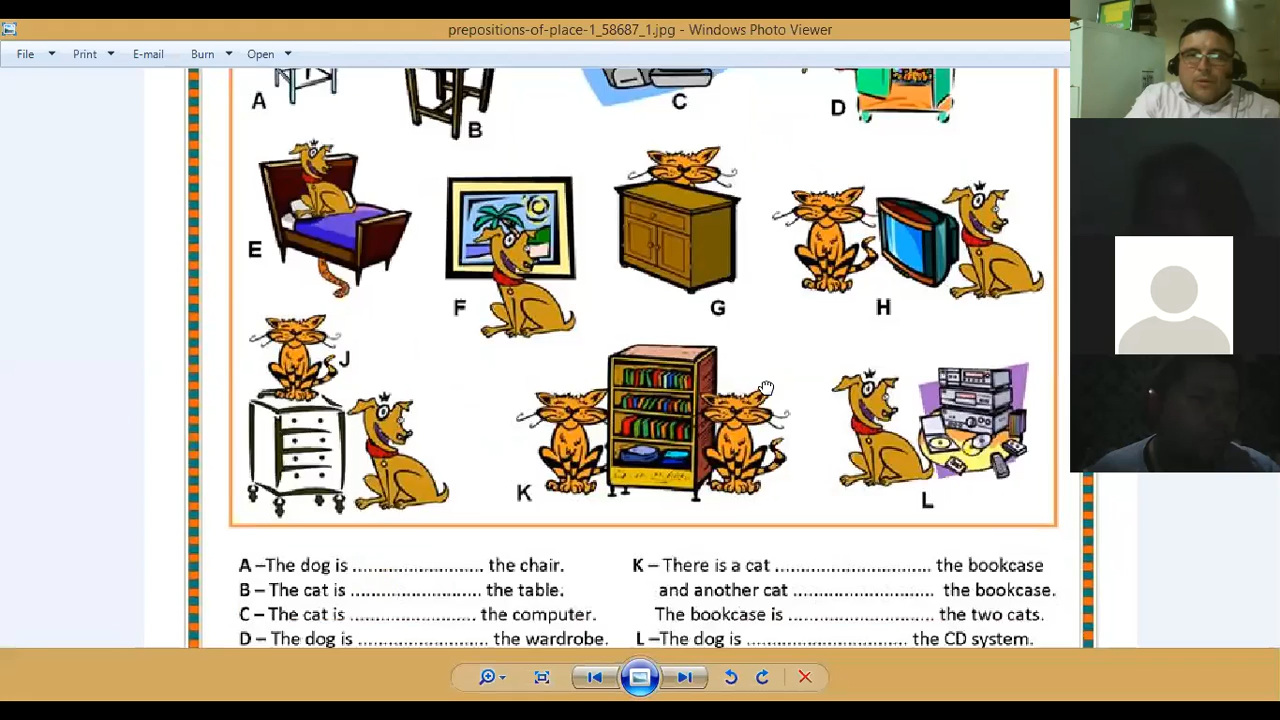 prepositions-of-place-1_58687_1.jpg - Windows Photo Viewer
File Print E-mail Burn Open
A
B
C
D
E
F
G
H
J
K
L
A –The dog is .......................... the chair.
B – The cat is .......................... the table.
C – The cat is .......................... the computer.
D – The dog is .......................... the wardrobe.
K – There is a cat .............................. the bookcase
and another cat ............................ the bookcase.
The bookcase is ............................. the two cats.
L –The dog is ................................ the CD system.